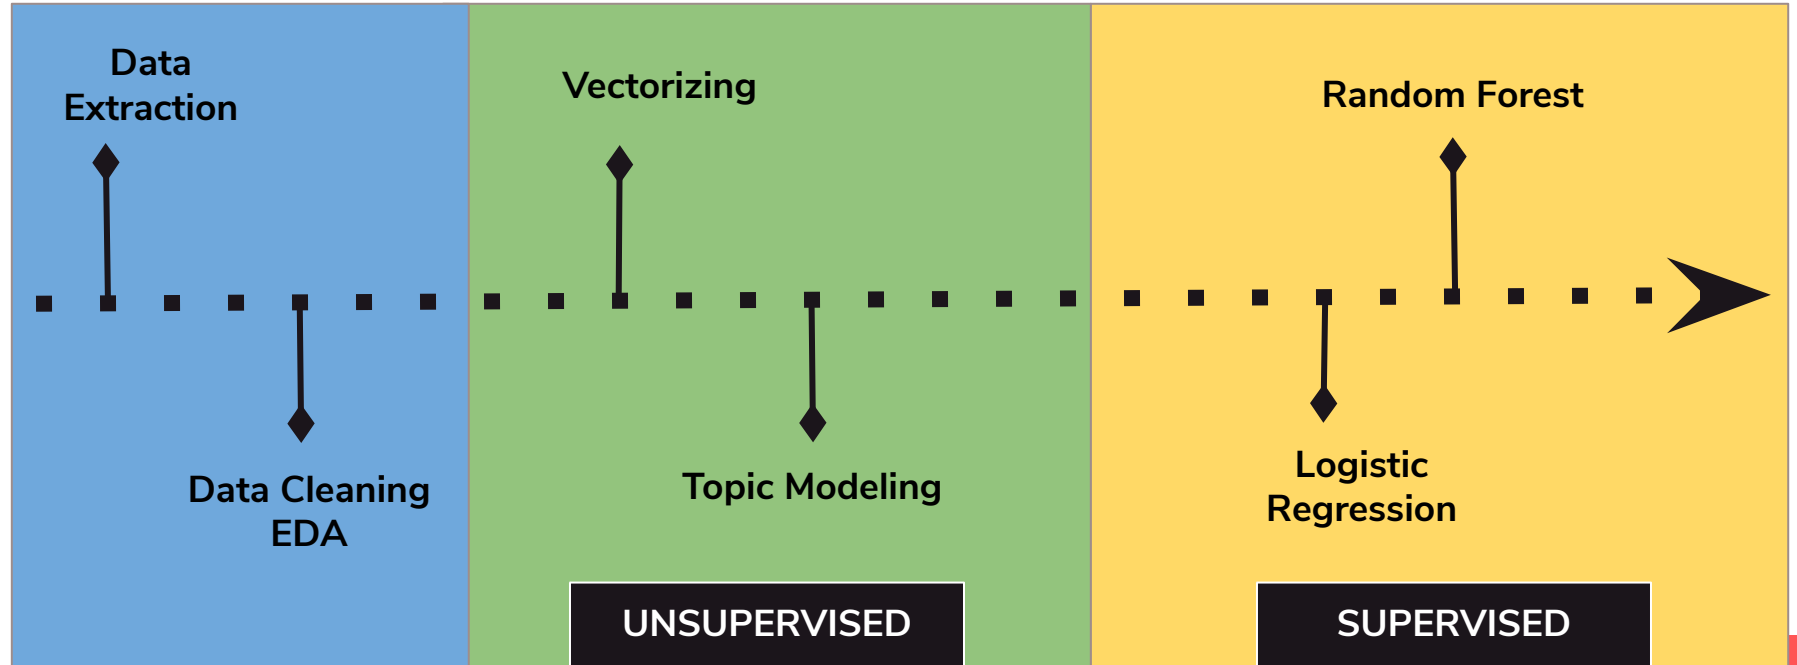 Data
Extraction
Data Cleaning
EDA
Vectorizing
Topic Modeling
UNSUPERVISED
Random Forest
Logistic
Regression
SUPERVISED